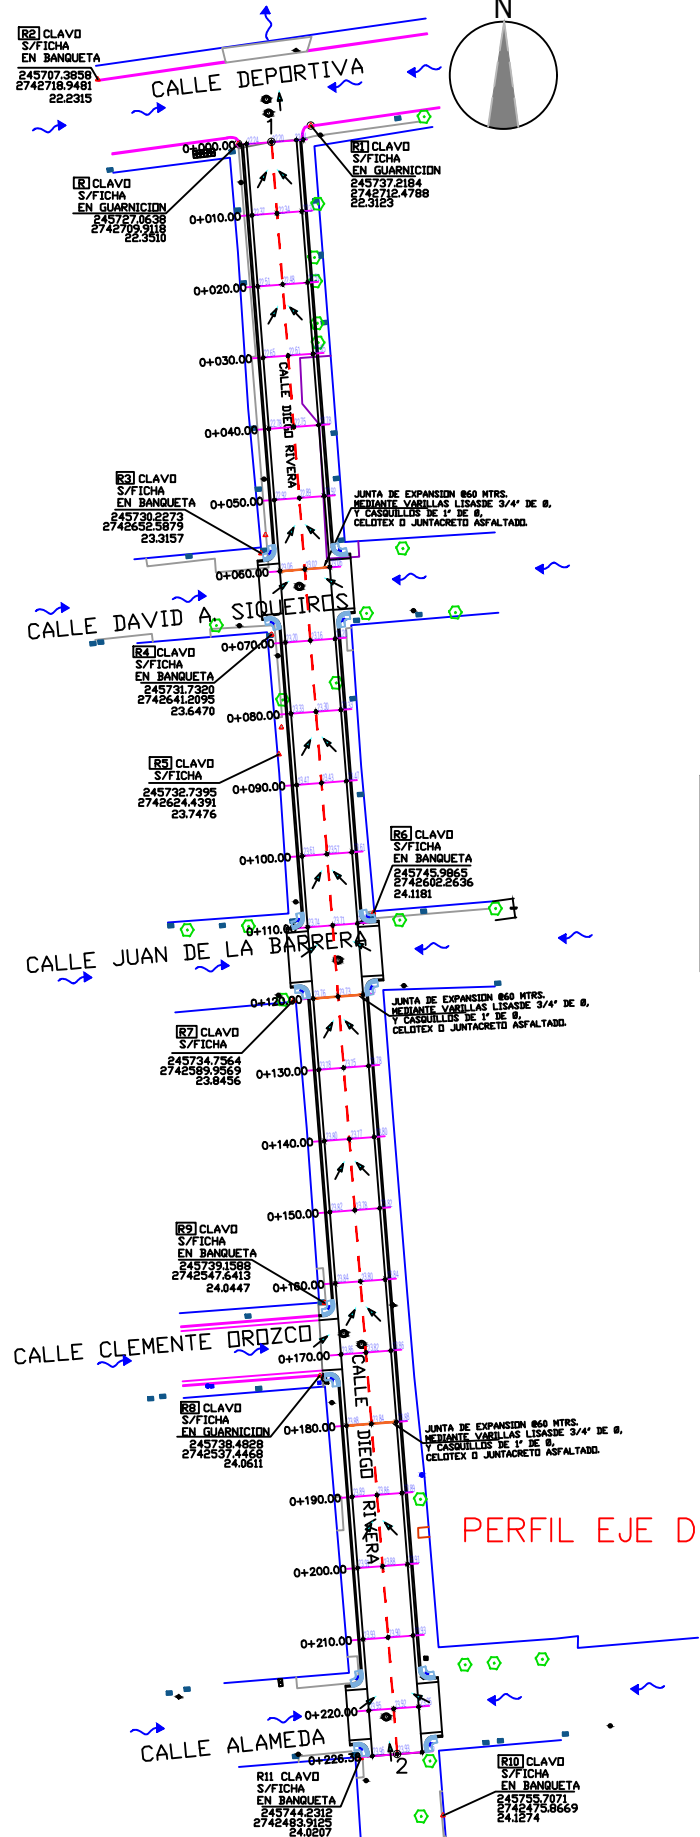 N
R2 CLAVO
S/FICHA
EN BANQUETA
245707.3858
2742718.9481
22.2315
CALLE DEPORTIVA
1
0+000.00
R1 CLAVO
S/FICHA
EN GUARNICION
245737.2184
2742712.4788
22.3123
R CLAVO
S/FICHA
EN GUARNICION
245727.0638
2742709.9118
22.3510
0+010.00
0+020.00
0+030.00
CALLE DIEGO RIVERA
0+040.00
R3 CLAVO
S/FICHA
EN BANQUETA
245730.2273
2742652.5879
23.3157
0+050.00
JUNTA DE EXPANSION @60 MTRS.
MEDIANTE VARILLAS LISASDE 3/4" DE Ø,
Y CASQUILLOS DE 1" DE Ø,
CELOTEX O JUNTACRETO ASFALTADO.
0+060.00
CALLE DAVID A. SIQUEIROS
0+070.00
R4 CLAVO
S/FICHA
EN BANQUETA
245731.7320
2742641.2095
23.6470
0+080.00
R5 CLAVO
S/FICHA
245732.7395
2742624.4391
23.7476
0+090.00
0+100.00
R6 CLAVO
S/FICHA
EN BANQUETA
245745.9865
2742602.2636
24.1181
0+110.00
CALLE JUAN DE LA BARRERA
0+120.00
JUNTA DE EXPANSION @60 MTRS.
MEDIANTE VARILLAS LISASDE 3/4" DE Ø,
Y CASQUILLOS DE 1" DE Ø,
CELOTEX O JUNTACRETO ASFALTADO.
R7 CLAVO
S/FICHA
245734.7564
2742589.9569
23.8456
0+130.00
0+140.00
0+150.00
R9 CLAVO
S/FICHA
EN BANQUETA
245739.1588
2742547.6413
24.0447
0+160.00
CALLE CLEMENTE OROZCO
0+170.00
CALLE DIEGO RIVERA
R8 CLAVO
S/FICHA
EN GUARNICION
245738.4828
2742537.4468
24.0611
0+180.00
JUNTA DE EXPANSION @60 MTRS.
MEDIANTE VARILLAS LISASDE 3/4" DE Ø,
Y CASQUILLOS DE 1" DE Ø,
CELOTEX O JUNTACRETO ASFALTADO.
0+190.00
PERFIL EJE D
0+200.00
0+210.00
0+220.00
CALLE ALAMEDA
2
R11 CLAVO
S/FICHA
EN BANQUETA
245744.2312
2742483.9125
24.0207
R10 CLAVO
S/FICHA
EN BANQUETA
245755.7071
2742475.8669
24.1274